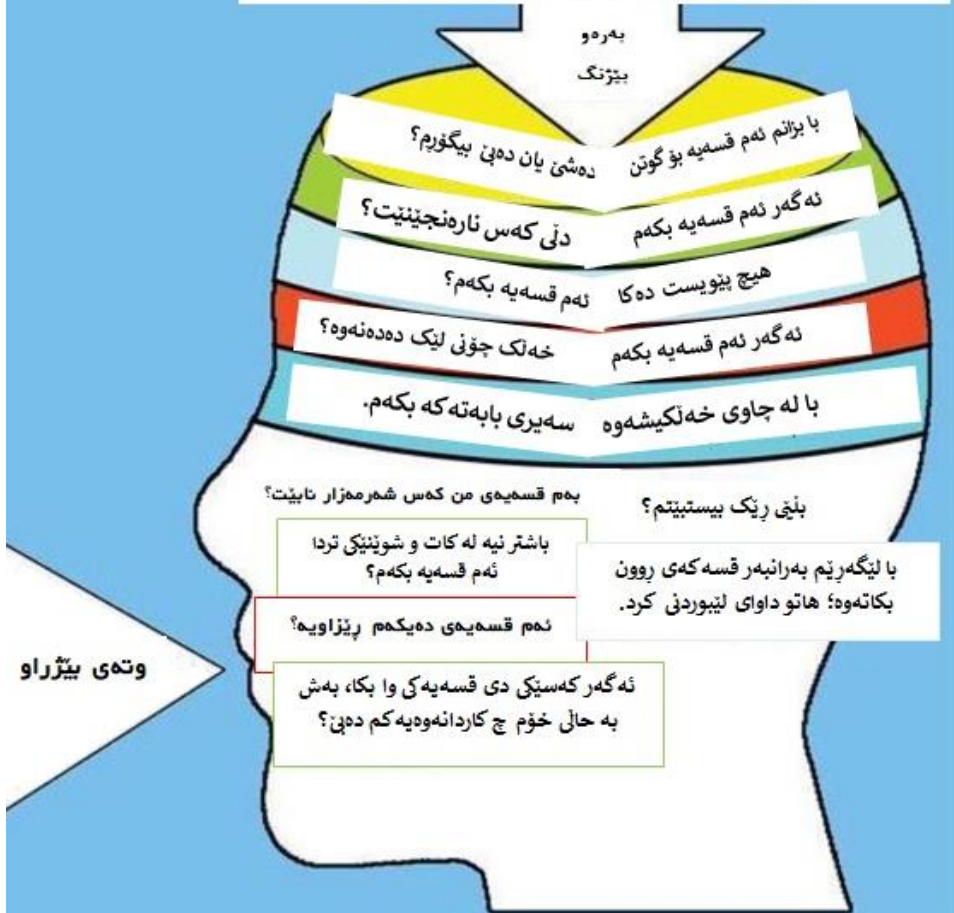 بەرەو
بێژنگ
با بزانم ئەم قسەیە بۆ گوتن دەشێ یان دەبێ بیگۆڕم؟
ئەگەر ئەم قسەیە بکەم دڵی کەس نارەنجێنێت؟
هیچ پێویست دەکا ئەم قسەیە بکەم؟
ئەگەر ئەم قسەیە بکەم خەڵک چۆنی لێک دەدەنەوە؟
با لە چاوی خەڵکیشەوە سەیری بابەتەکە بکەم.
بڵێی ڕێک بیستبێتم؟
با لێگەڕێم بەرانبەر قسەکەی ڕوون
بکاتەوە؛ هاتو داوای لێبوردنی کرد.
بەم قسەیەی من کەس شەرمەزار نابێت؟
باشتر نیە لە کات و شوێنێکی تردا
ئەم قسەیە بکەم؟
ئەم قسەیەی دەیکەم ڕێزاویە؟
ئەگەر کەسێکی دی قسەیەکی وا بکا، بەش
بە حاڵی خۆم چ کاردانەوەیەکم دەبێ؟
وتەی بێژراو